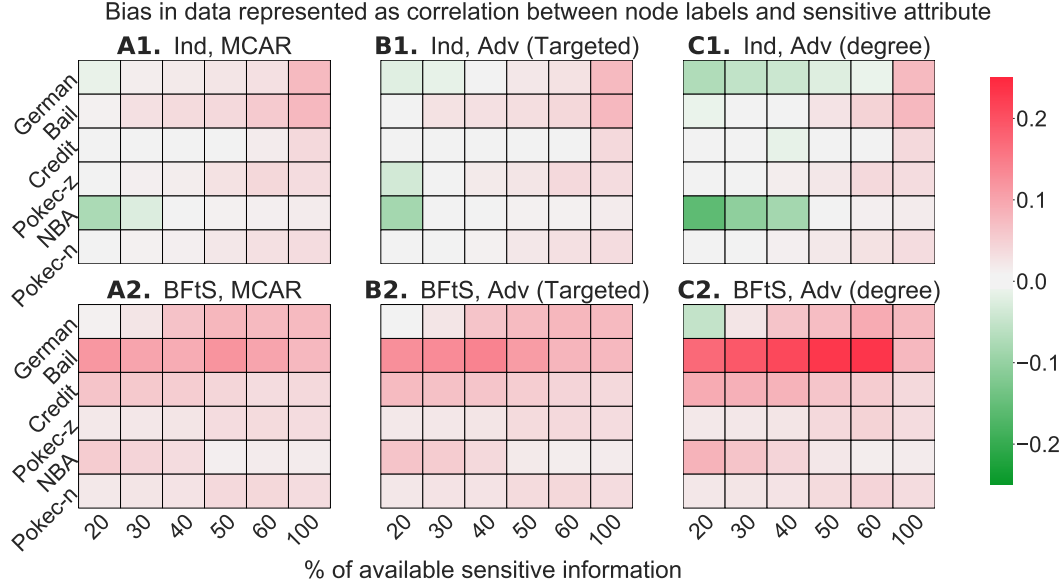 Bias in data represented as correlation between node labels and sensitive attribute
A1. Ind, MCAR
B1. Ind, Adv (Targeted)
C1. Ind, Adv (degree)
German
Bail
Credit
Pokec-z
NBA
Pokec-n
0.2
0.1
0.0
−0.1
−0.2
A2. BFtS, MCAR
B2. BFtS, Adv (Targeted)
C2. BFtS, Adv (degree)
German
Bail
Credit
Pokec-z
NBA
Pokec-n
20 30 40 50 60 100
20 30 40 50 60 100
20 30 40 50 60 100
% of available sensitive information